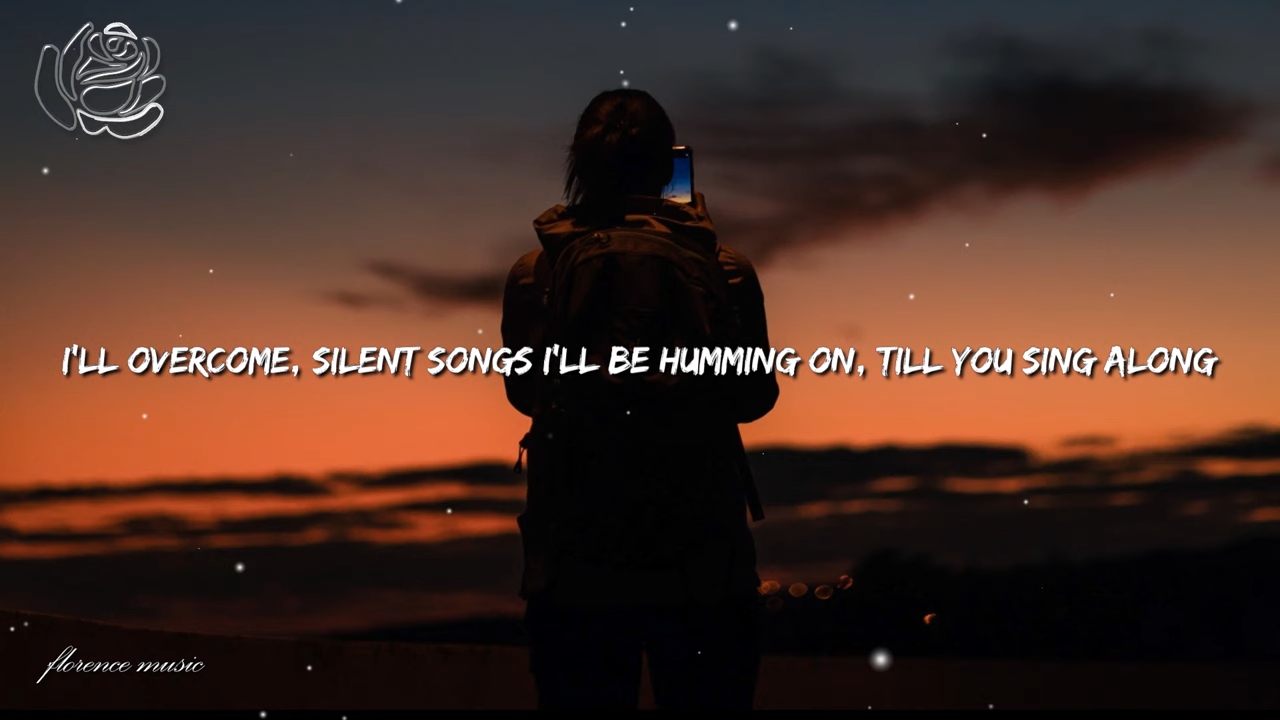 I'LL OVERCOME, SILENT SONGS I'LL BE HUMMING ON, TILL YOU SING ALONG
florence music